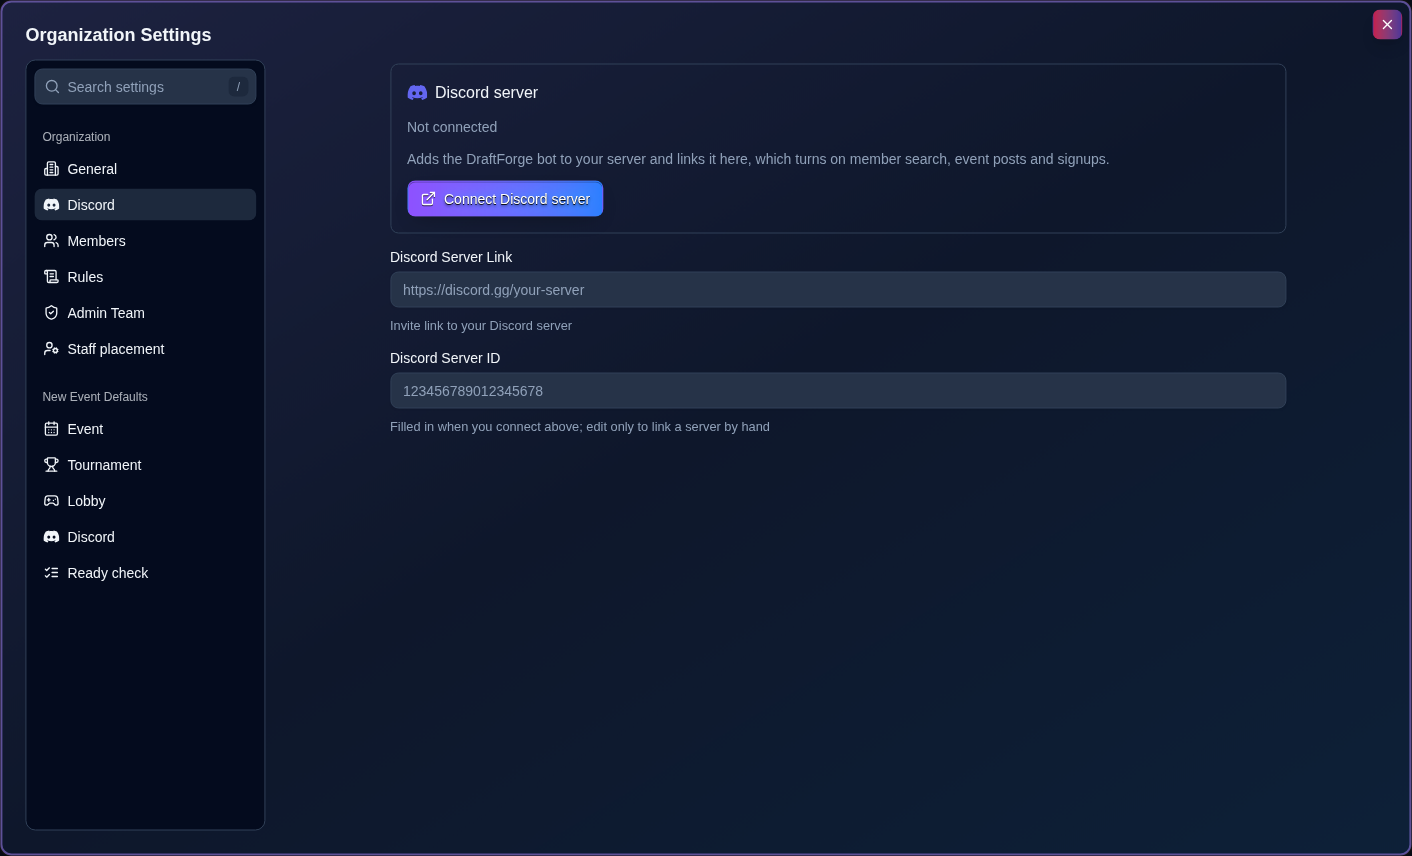 Organization Settings
Search settings /
Organization
General
Discord
Members
Rules
Admin Team
Staff placement
New Event Defaults
Event
Tournament
Lobby
Discord
Ready check
Discord server
Not connected
Adds the DraftForge bot to your server and links it here, which turns on member search, event posts and signups.
Connect Discord server
Discord Server Link
https://discord.gg/your-server
Invite link to your Discord server
Discord Server ID
123456789012345678
Filled in when you connect above; edit only to link a server by hand